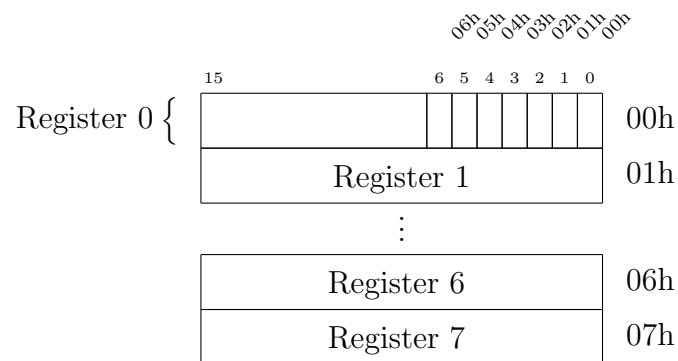 06h 05h 04h 03h 02h 01h 00h
15 6 5 4 3 2 1 0
Register 0 { 00h
Register 1 01h
⋮
Register 6 06h
Register 7 07h